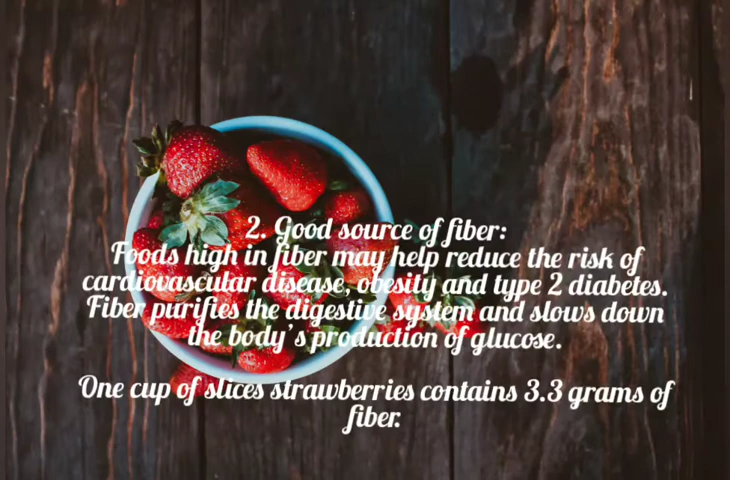 2. Good source of fiber:
Foods high in fiber may help reduce the risk of
cardiovascular disease, obesity and type 2 diabetes.
Fiber purifies the digestive system and slows down
the body's production of glucose.
One cup of slices strawberries contains 3.3 grams of
fiber.